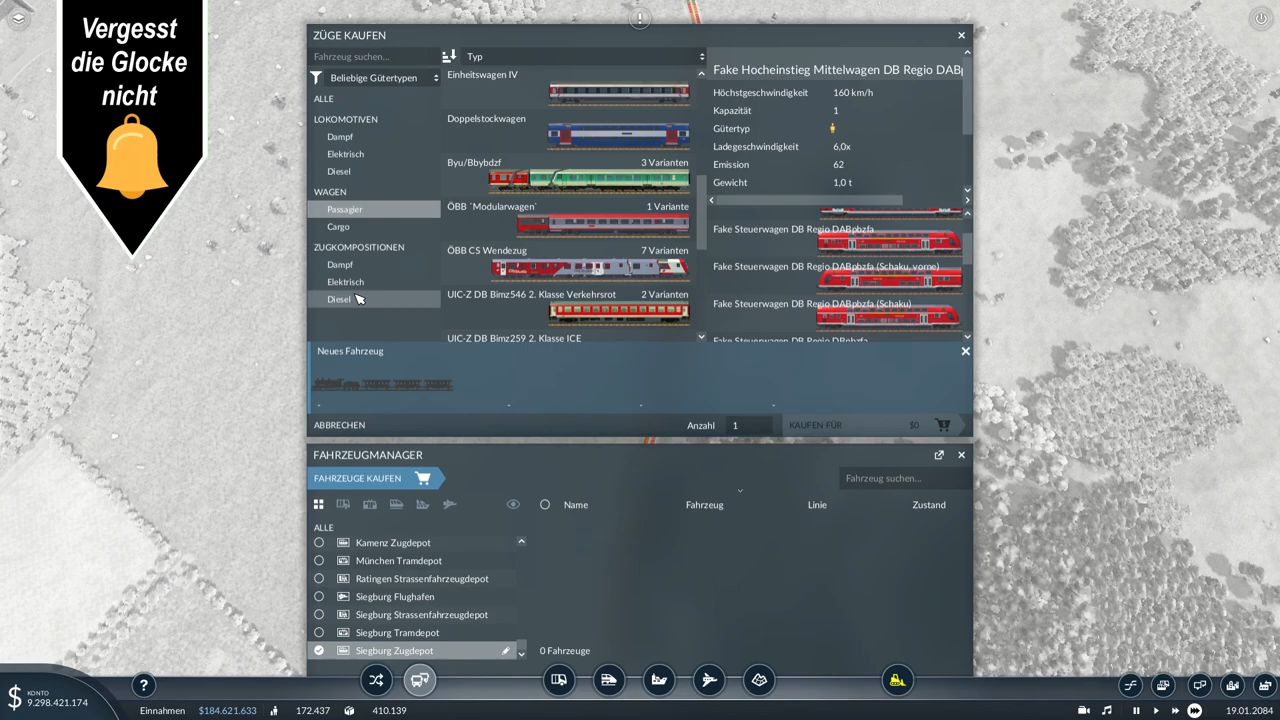 Vergesst
die Glocke
nicht
ZÜGE KAUFEN
Fahrzeug suchen...
Typ
Beliebige Gütertypen
ALLE
LOKOMOTIVEN
Dampf
Elektrisch
Diesel
WAGEN
Passagier
Cargo
ZUGKOMPOSITIONEN
Dampf
Elektrisch
Diesel
Einheitswagen IV
Doppelstockwagen
Byu/Bbybdzf 3 Varianten
ÖBB `Modularwagen` 1 Variante
ÖBB CS Wendezug 7 Varianten
UIC-Z DB Bimz546 2. Klasse Verkehrsrot 2 Varianten
UIC-Z DB Bimz259 2. Klasse ICE
Fake Hocheinstieg Mittelwagen DB Regio DABp
Höchstgeschwindigkeit 160 km/h
Kapazität 1
Gütertyp
Ladegeschwindigkeit 6,0x
Emission 62
Gewicht 1,0 t
Fake Steuerwagen DB Regio DABpbzfa
Fake Steuerwagen DB Regio DABpbzfa (Schaku, vorne)
Fake Steuerwagen DB Regio DABpbzfa (Schaku)
Fake Steuerwagen DB Regio DBpbzfa
Neues Fahrzeug
ABBRECHEN
Anzahl 1
KAUFEN FÜR $0
FAHRZEUGMANAGER
FAHRZEUGE KAUFEN
Fahrzeug suchen...
Name Fahrzeug Linie Zustand
ALLE
Kamenz Zugdepot
München Tramdepot
Ratingen Strassenfahrzeugdepot
Siegburg Flughafen
Siegburg Strassenfahrzeugdepot
Siegburg Tramdepot
Siegburg Zugdepot
0 Fahrzeuge
$ KONTO
9.298.421.174
?
Einnahmen $184.621.633 172.437 410.139
19.01.2084